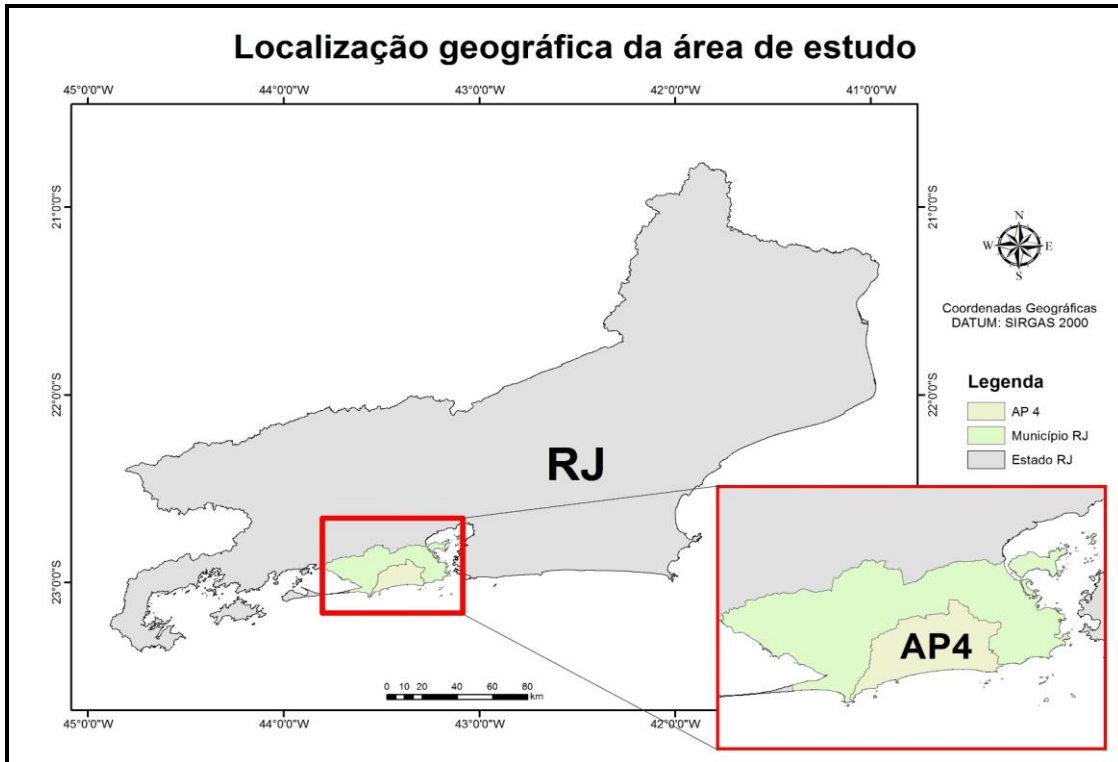 Localização geográfica da área de estudo
45°0'0"W 44°0'0"W 43°0'0"W 42°0'0"W 41°0'0"W
21°0'0"S 21°0'0"S
N
W E
S
Coordenadas Geográficas
DATUM: SIRGAS 2000
22°0'0"S 22°0'0"S
Legenda
AP 4
Município RJ
Estado RJ
RJ
23°0'0"S
AP4
0 10 20 40 60 80
km
45°0'0"W 44°0'0"W 43°0'0"W 42°0'0"W